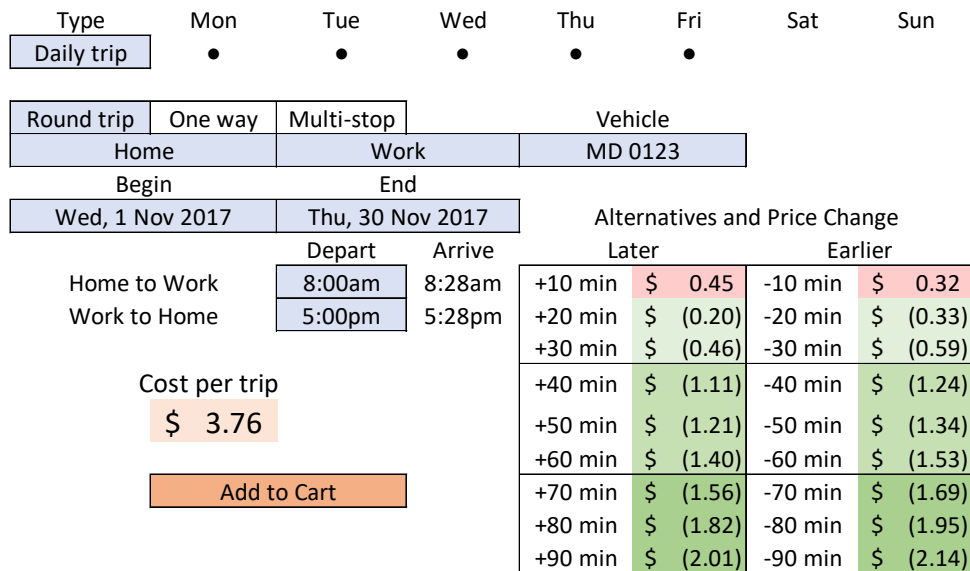 Type Mon Tue Wed Thu Fri Sat Sun
Daily trip ● ● ● ● ●
Round trip One way Multi-stop Vehicle
Home Work MD 0123
Begin End
Wed, 1 Nov 2017 Thu, 30 Nov 2017 Alternatives and Price Change
Depart Arrive Later Earlier
Home to Work 8:00am 8:28am +10 min $ 0.45 -10 min $ 0.32
Work to Home 5:00pm 5:28pm +20 min $ (0.20) -20 min $ (0.33)
+30 min $ (0.46) -30 min $ (0.59)
Cost per trip +40 min $ (1.11) -40 min $ (1.24)
$ 3.76 +50 min $ (1.21) -50 min $ (1.34)
+60 min $ (1.40) -60 min $ (1.53)
Add to Cart +70 min $ (1.56) -70 min $ (1.69)
+80 min $ (1.82) -80 min $ (1.95)
+90 min $ (2.01) -90 min $ (2.14)